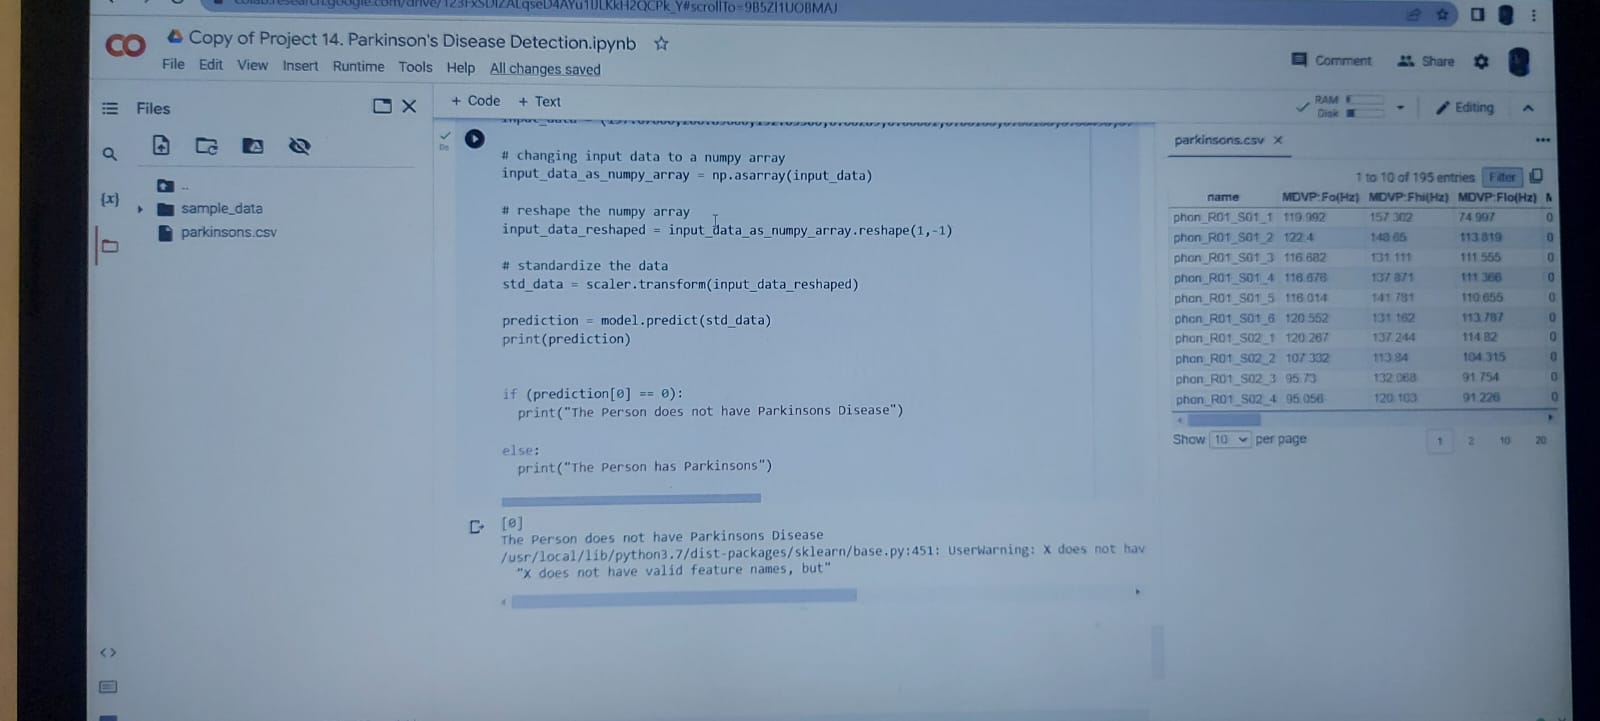 Copy of Project 14. Parkinson's Disease Detection.ipynb
File Edit View Insert Runtime Tools Help All changes saved
Comment Share
Files
+ Code + Text
RAM
Disk
Editing
..
sample_data
parkinsons.csv
{x}
<>
# changing input data to a numpy array
input_data_as_numpy_array = np.asarray(input_data)
# reshape the numpy array
input_data_reshaped = input_data_as_numpy_array.reshape(1,-1)
# standardize the data
std_data = scaler.transform(input_data_reshaped)
prediction = model.predict(std_data)
print(prediction)
if (prediction[0] == 0):
print("The Person does not have Parkinsons Disease")
else:
print("The Person has Parkinsons")
[0]
The Person does not have Parkinsons Disease
/usr/local/lib/python3.7/dist-packages/sklearn/base.py:451: UserWarning: X does not hav
"X does not have valid feature names, but"
parkinsons.csv X
1 to 10 of 195 entries Filter
name MDVP:Fo(Hz) MDVP:Fhi(Hz) MDVP:Flo(Hz) M
phon_R01_S01_1 119.992 157.302 74.997 0
phon_R01_S01_2 122.4 148.65 113.819 0
phon_R01_S01_3 116.682 131.111 111.555 0
phon_R01_S01_4 116.676 137.871 111.366 0
phon_R01_S01_5 116.014 141.781 110.655 0
phon_R01_S01_6 120.552 131.162 113.787 0
phon_R01_S02_1 120.267 137.244 114.82 0
phon_R01_S02_2 107.332 113.84 104.315 0
phon_R01_S02_3 95.73 132.068 91.754 0
phon_R01_S02_4 95.056 120.103 91.226 0
Show 10 per page
1 2 10 20